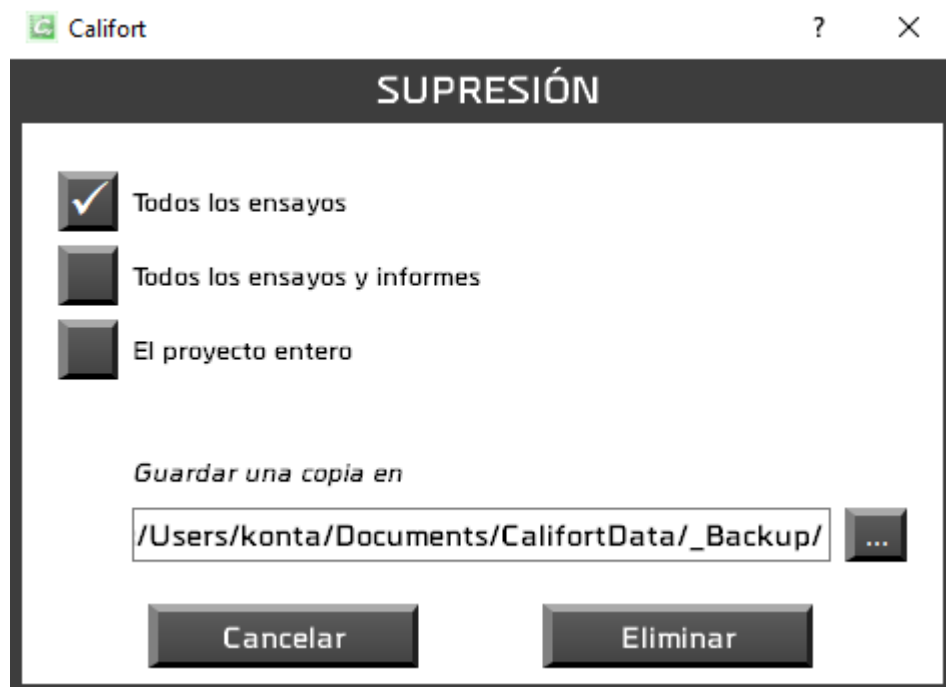 Califort
SUPRESIÓN
Todos los ensayos
Todos los ensayos y informes
El proyecto entero
Guardar una copia en
/Users/konta/Documents/CalifortData/_Backup/ ...
Cancelar Eliminar